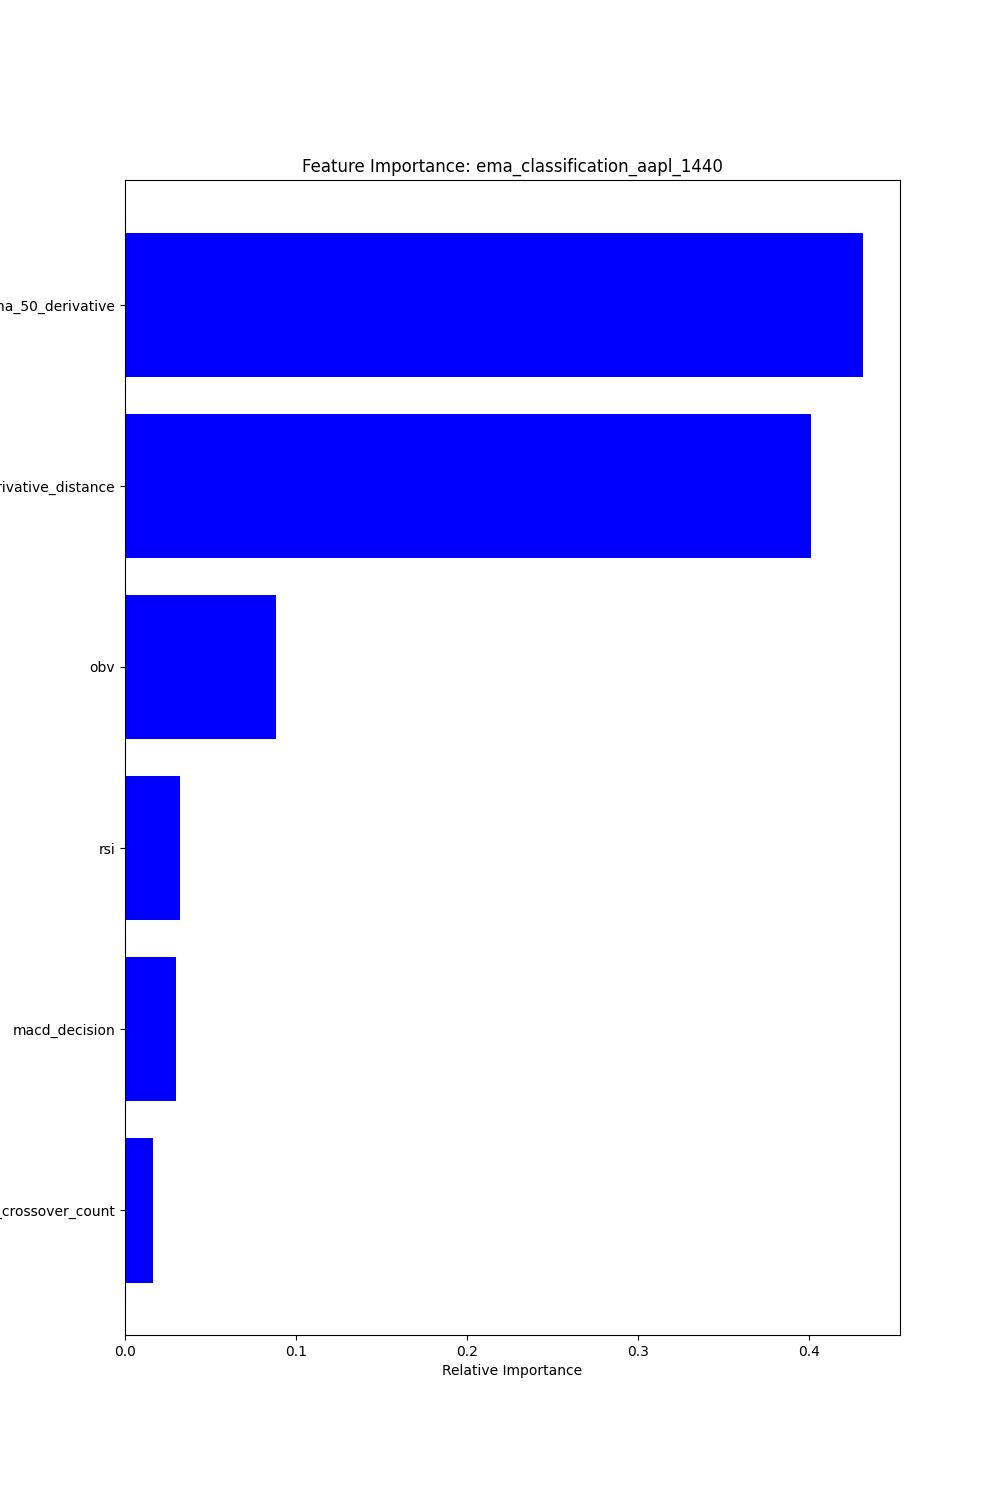 Feature Importance: ema_classification_aapl_1440
na_50_derivative
rivative_distance
obv
rsi
macd_decision
_crossover_count
0.0 0.1 0.2 0.3 0.4
Relative Importance